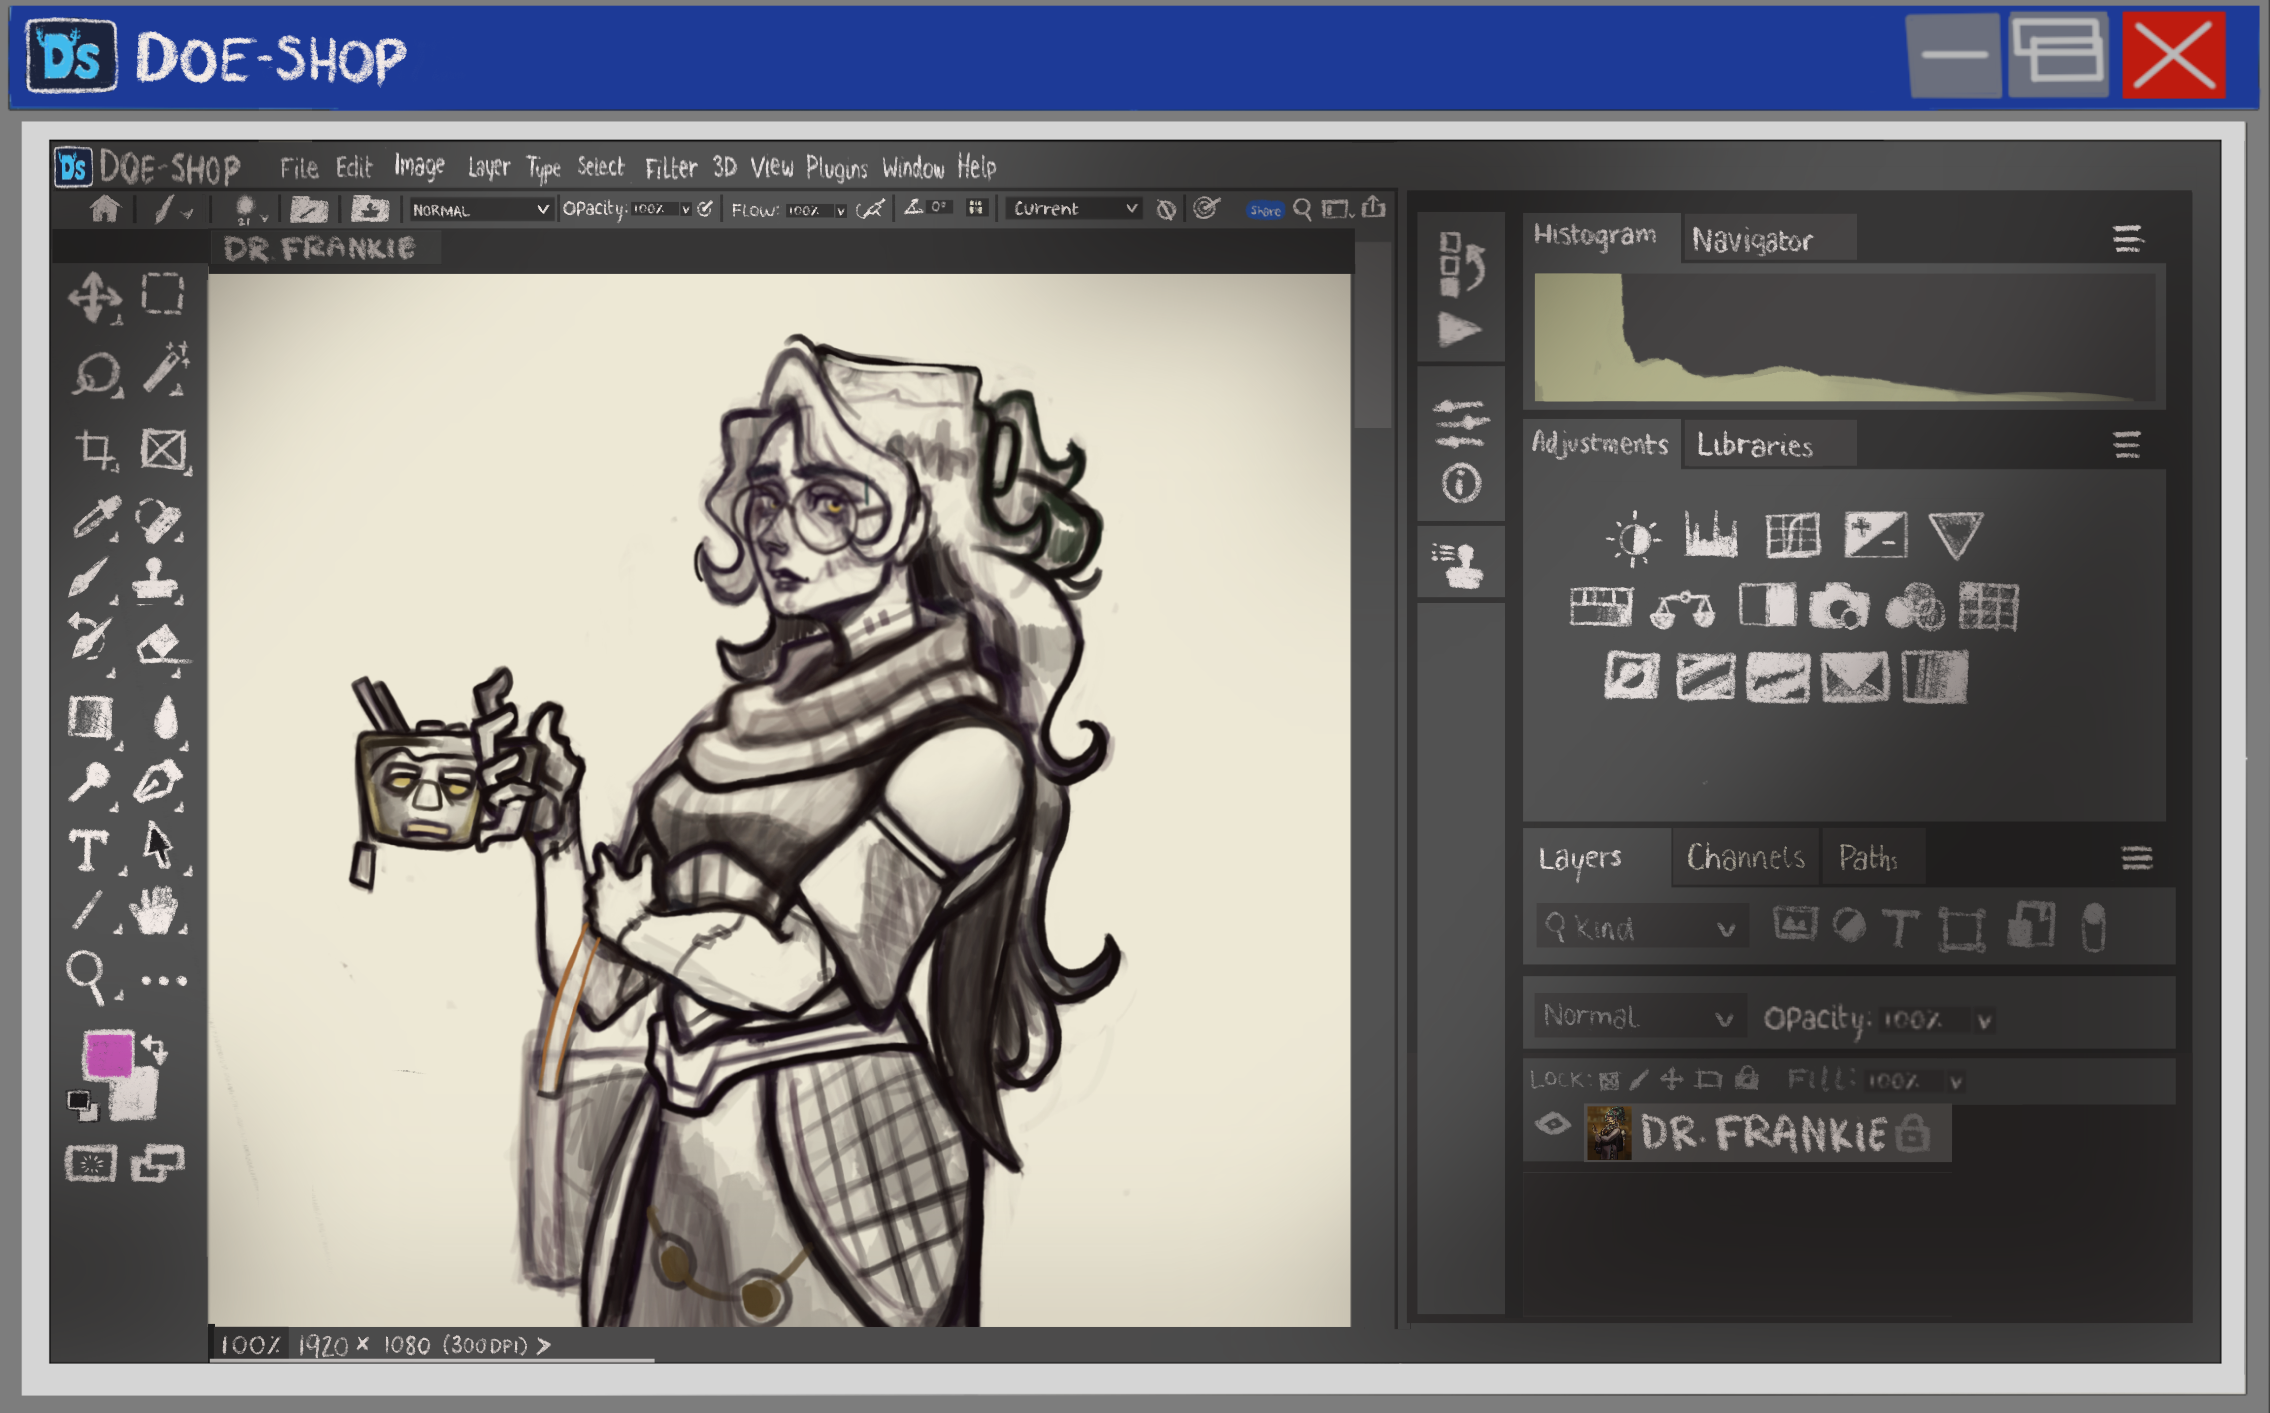 Ds DOE-SHOP
Ds DOE-SHOP File Edit Image Layer Type Select Filter 3D View Plugins Window Help
21 NORMAL OPACITY: 100% FLOW: 100% 0° Current Share
DR. FRANKIE
Histogram Navigator
Adjustments Libraries
T
Layers Channels Paths
Kind T
Normal OPacity: 100%
LOCK: Fill: 100%
DR. FRANKIE
100% 1920 x 1080 (300DPI) >